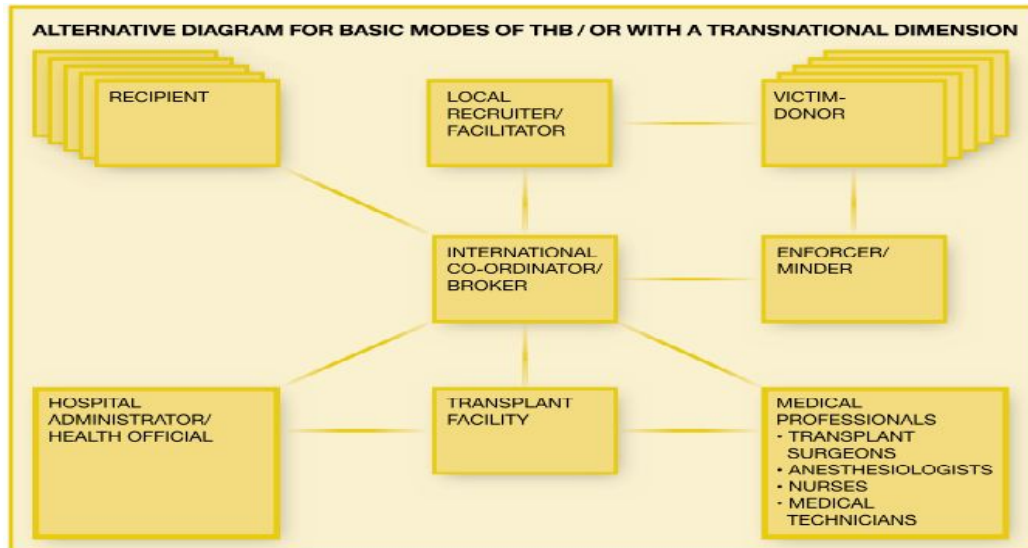 ALTERNATIVE DIAGRAM FOR BASIC MODES OF THB / OR WITH A TRANSNATIONAL DIMENSION
RECIPIENT
LOCAL
RECRUITER/
FACILITATOR
VICTIM-
DONOR
INTERNATIONAL
CO-ORDINATOR/
BROKER
ENFORCER/
MINDER
HOSPITAL
ADMINISTRATOR/
HEALTH OFFICIAL
TRANSPLANT
FACILITY
MEDICAL
PROFESSIONALS
- TRANSPLANT
SURGEONS
• ANESTHESIOLOGISTS
• NURSES
- MEDICAL
TECHNICIANS